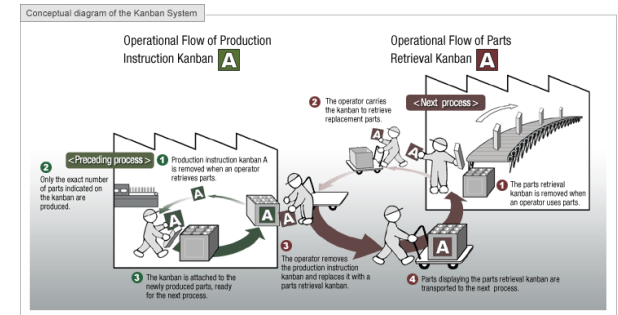 Conceptual diagram of the Kanban System
Operational Flow of Production
Instruction Kanban A
Operational Flow of Parts
Retrieval Kanban A
2 The operator carries
the kanban to retrieve
replacement parts.
<Next process>
A
A
<Preceding process>
1 Production instruction kanban A
is removed when an operator
retrieves parts.
2
Only the exact number
of parts indicated on
the kanban are
produced.
1 The parts retrieval
kanban is removed when
an operator uses parts.
A
A
A
A
A
3
The operator removes
the production instruction
kanban and replaces it with a
parts retrieval kanban.
3 The kanban is attached to the
newly produced parts, ready
for the next process.
4 Parts displaying the parts retrieval kanban are
transported to the next process.